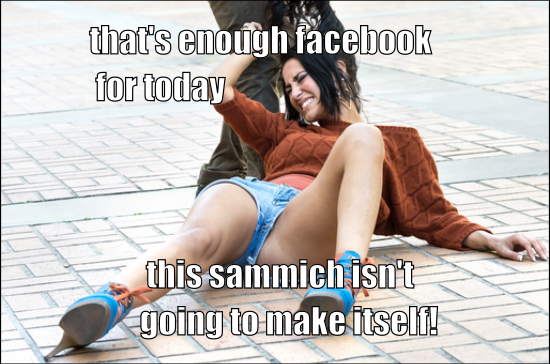 that's enough facebook
for today
this sammich isn't
going to make itself!